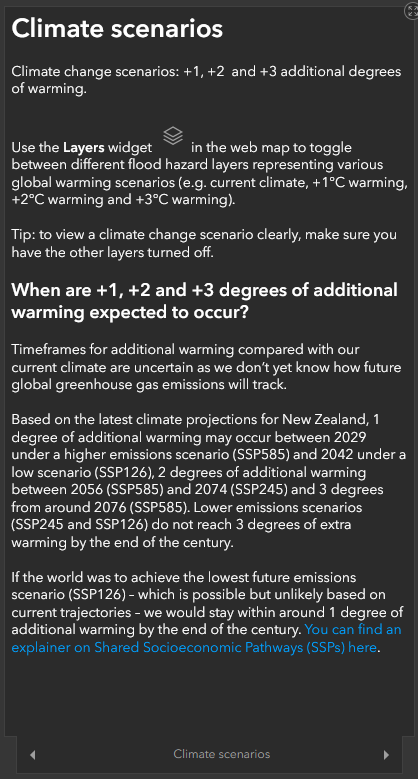 Climate scenarios
Climate change scenarios: +1, +2 and +3 additional degrees
of warming.
Use the Layers widget in the web map to toggle
between different flood hazard layers representing various
global warming scenarios (e.g. current climate, +1°C warming,
+2°C warming and +3°C warming).
Tip: to view a climate change scenario clearly, make sure you
have the other layers turned off.
When are +1, +2 and +3 degrees of additional
warming expected to occur?
Timeframes for additional warming compared with our
current climate are uncertain as we don't yet know how future
global greenhouse gas emissions will track.
Based on the latest climate projections for New Zealand, 1
degree of additional warming may occur between 2029
under a higher emissions scenario (SSP585) and 2042 under a
low scenario (SSP126), 2 degrees of additional warming
between 2056 (SSP585) and 2074 (SSP245) and 3 degrees
from around 2076 (SSP585). Lower emissions scenarios
(SSP245 and SSP126) do not reach 3 degrees of extra
warming by the end of the century.
If the world was to achieve the lowest future emissions
scenario (SSP126) – which is possible but unlikely based on
current trajectories – we would stay within around 1 degree of
additional warming by the end of the century. You can find an
explainer on Shared Socioeconomic Pathways (SSPs) here.
Climate scenarios